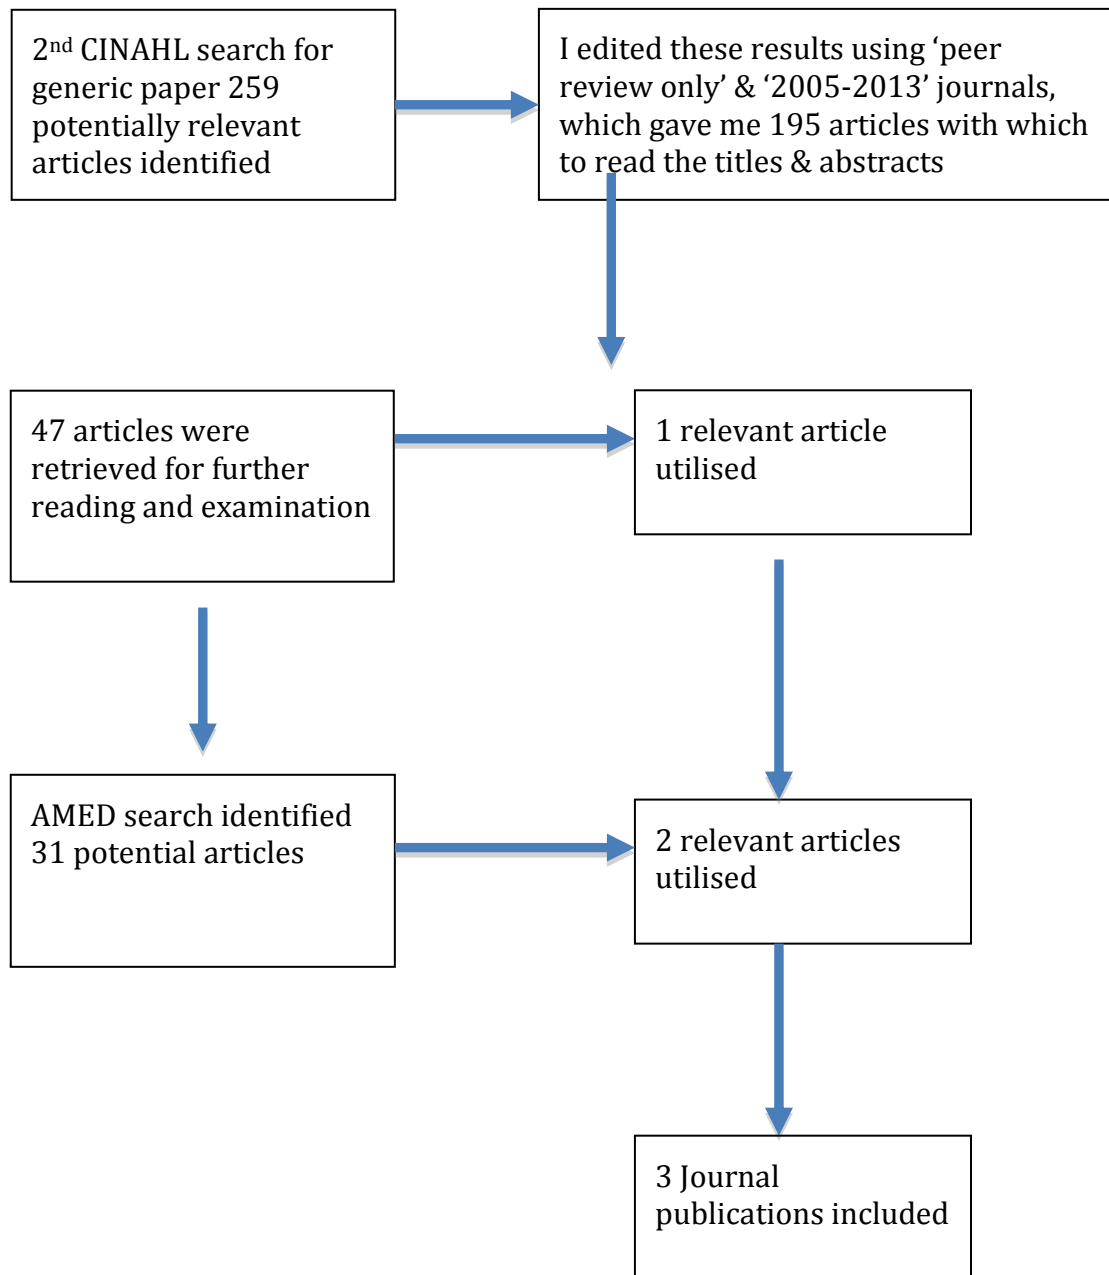 2nd CINAHL search for
generic paper 259
potentially relevant
articles identified
I edited these results using ‘peer
review only’ & ‘2005-2013’ journals,
which gave me 195 articles with which
to read the titles & abstracts
47 articles were
retrieved for further
reading and examination
1 relevant article
utilised
AMED search identified
31 potential articles
2 relevant articles
utilised
3 Journal
publications included